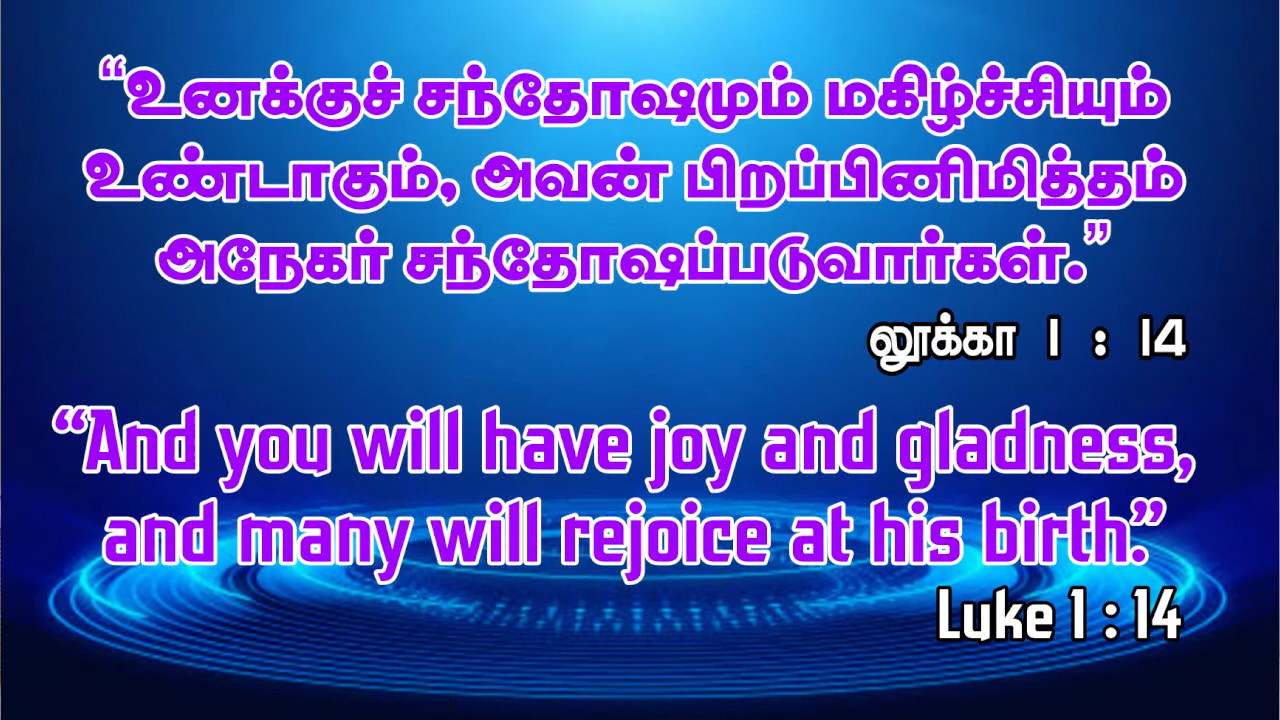 “உனக்குச் சந்தோஷமும் மகிழ்ச்சியும்
உண்டாகும், அவன் பிறப்பினிமித்தம்
அநேகர் சந்தோஷப்படுவார்கள்.”
லூக்கா 1 : 14
“And you will have joy and gladness,
and many will rejoice at his birth.”
Luke 1 : 14